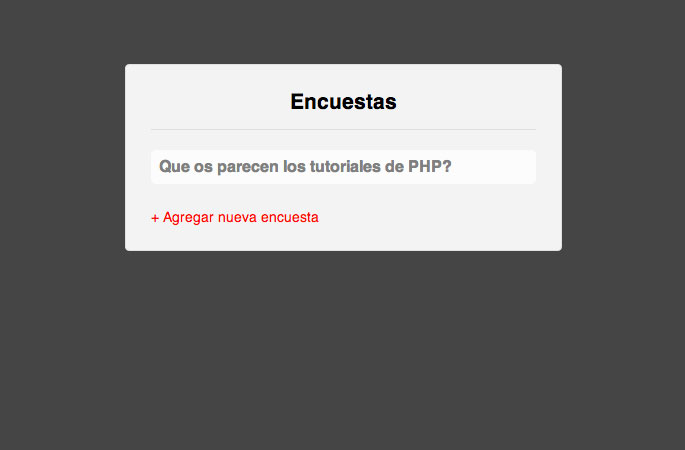 Encuestas
Que os parecen los tutoriales de PHP?
+ Agregar nueva encuesta